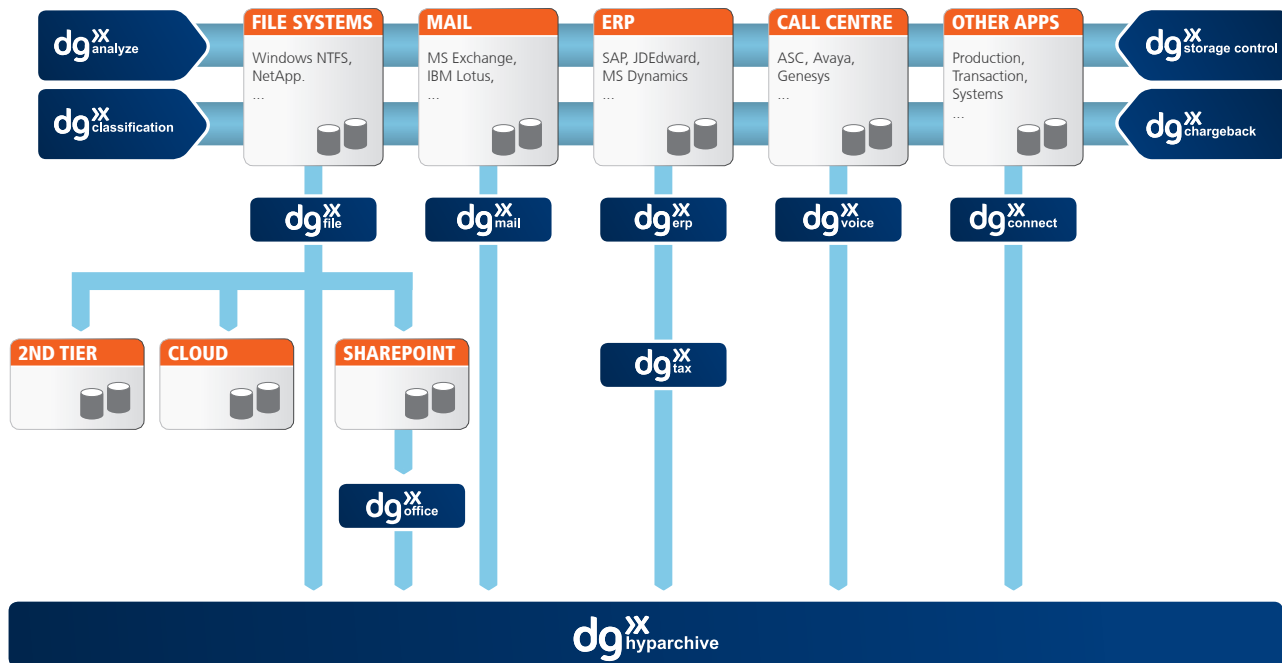 FILE SYSTEMS
MAIL
ERP
CALL CENTRE
OTHER APPS
dg analyze
Windows NTFS,
NetApp.
...
MS Exchange,
IBM Lotus,
...
SAP, JDEdward,
MS Dynamics
...
ASC, Avaya,
Genesys
...
Production,
Transaction,
Systems
...
dg storage control
dg classification
dg chargeback
dg file
dg mail
dg erp
dg voice
dg connect
2ND TIER
CLOUD
SHAREPOINT
dg tax
dg office
dg hyparchive